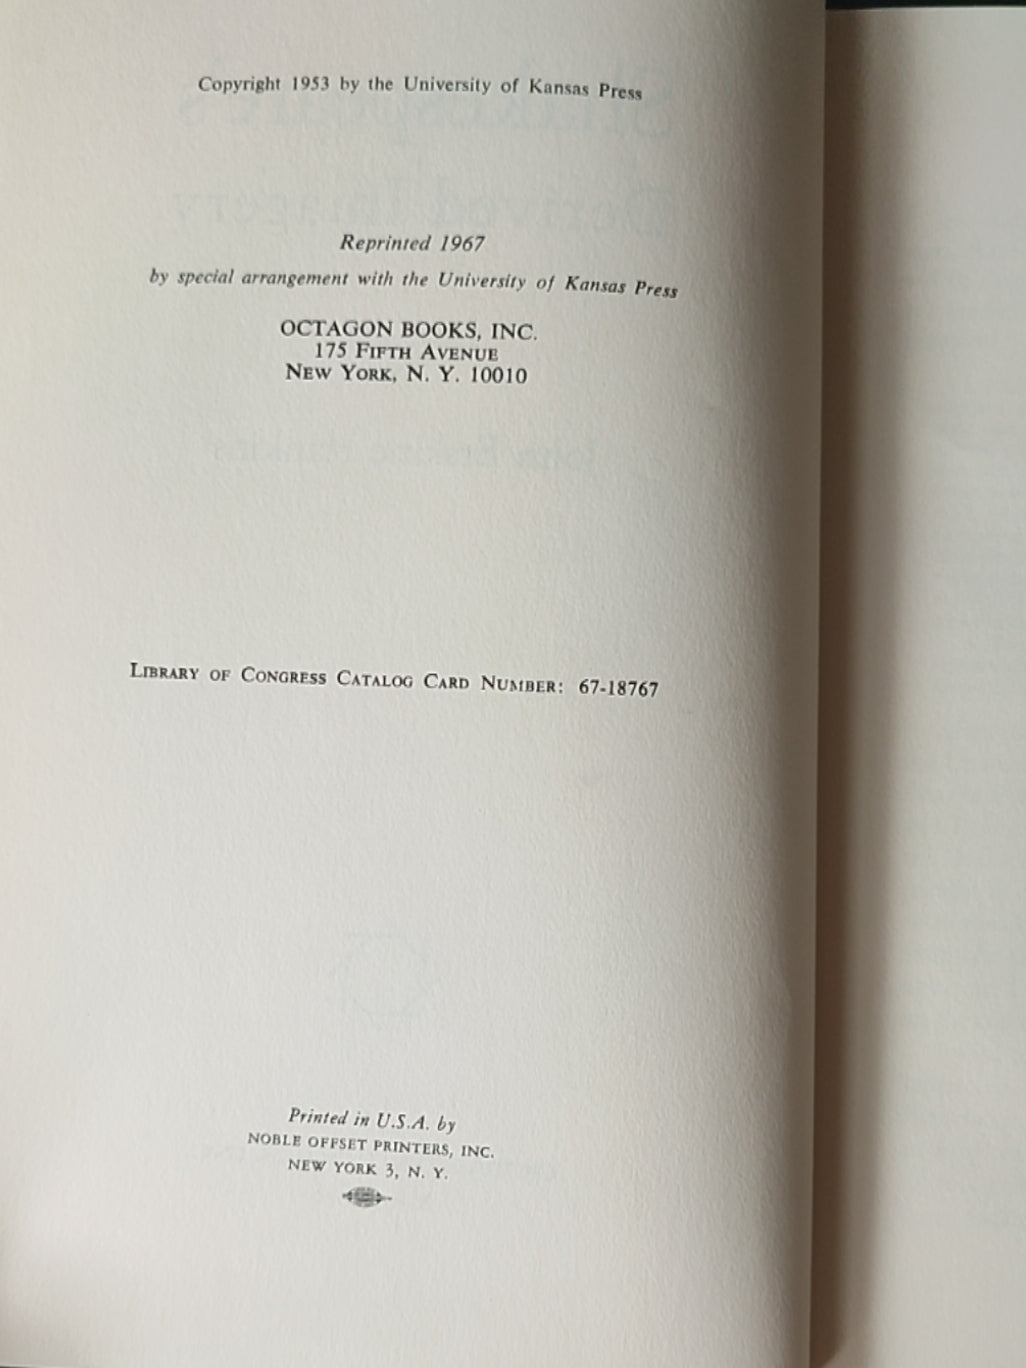 Copyright 1953 by the University of Kansas Press
Reprinted 1967
by special arrangement with the University of Kansas Press
OCTAGON BOOKS, INC.
175 FIFTH AVENUE
NEW YORK, N. Y. 10010
LIBRARY OF CONGRESS CATALOG CARD NUMBER: 67-18767
Printed in U.S.A. by
NOBLE OFFSET PRINTERS, INC.
NEW YORK 3, N. Y.